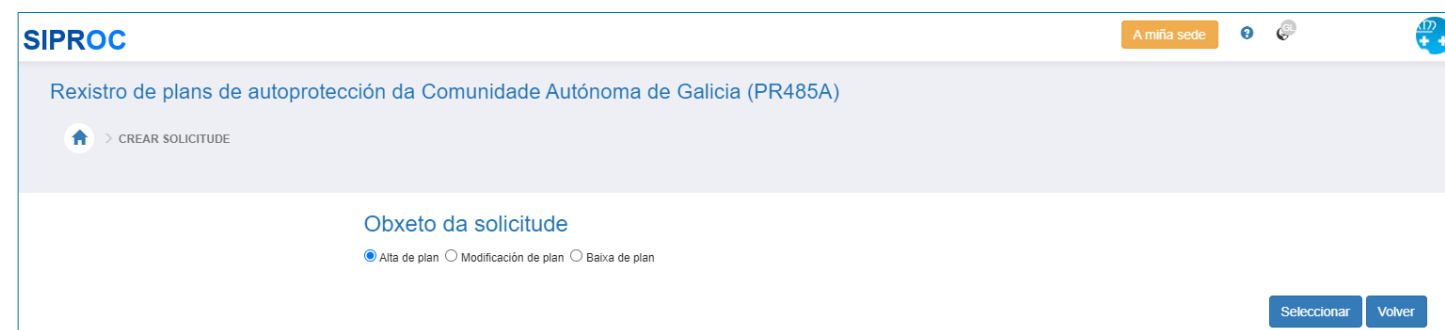 SIPROC
A miña sede
GL
Rexistro de plans de autoprotección da Comunidade Autónoma de Galicia (PR485A)
> CREAR SOLICITUDE
Obxeto da solicitude
Alta de plan Modificación de plan Baixa de plan
Seleccionar Volver